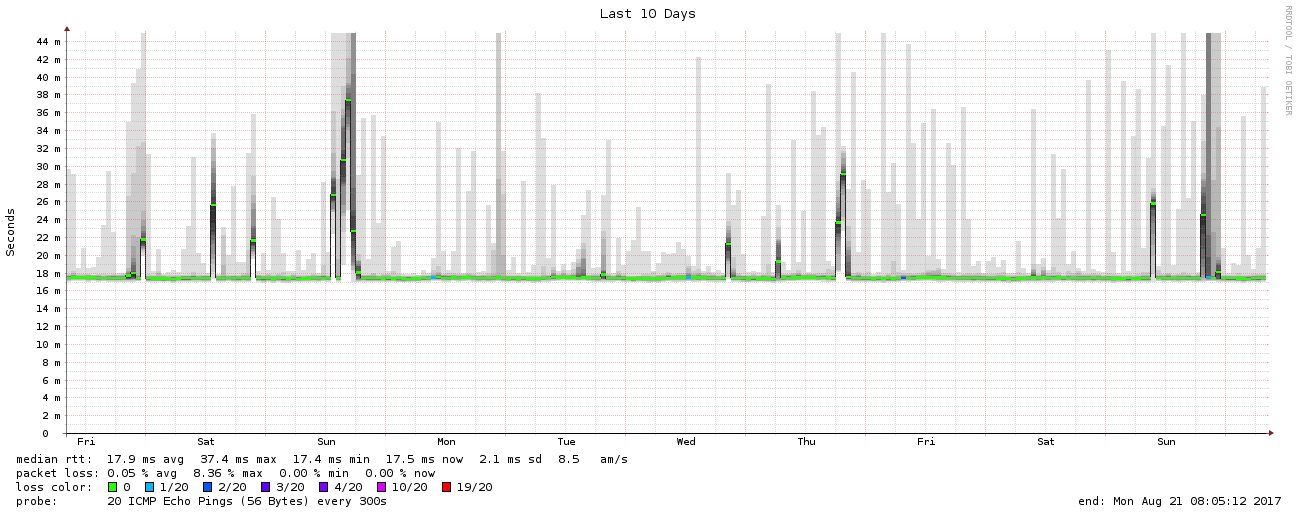 Last 10 Days
RRDTOOL / TOBI OETIKER
Seconds
44 m
42 m
40 m
38 m
36 m
34 m
32 m
30 m
28 m
26 m
24 m
22 m
20 m
18 m
16 m
14 m
12 m
10 m
8 m
6 m
4 m
2 m
0
Fri Sat Sun Mon Tue Wed Thu Fri Sat Sun
median rtt: 17.9 ms avg 37.4 ms max 17.4 ms min 17.5 ms now 2.1 ms sd 8.5 am/s
packet loss: 0.05 % avg 8.36 % max 0.00 % min 0.00 % now
loss color: 0 1/20 2/20 3/20 4/20 10/20 19/20
probe: 20 ICMP Echo Pings (56 Bytes) every 300s end: Mon Aug 21 08:05:12 2017